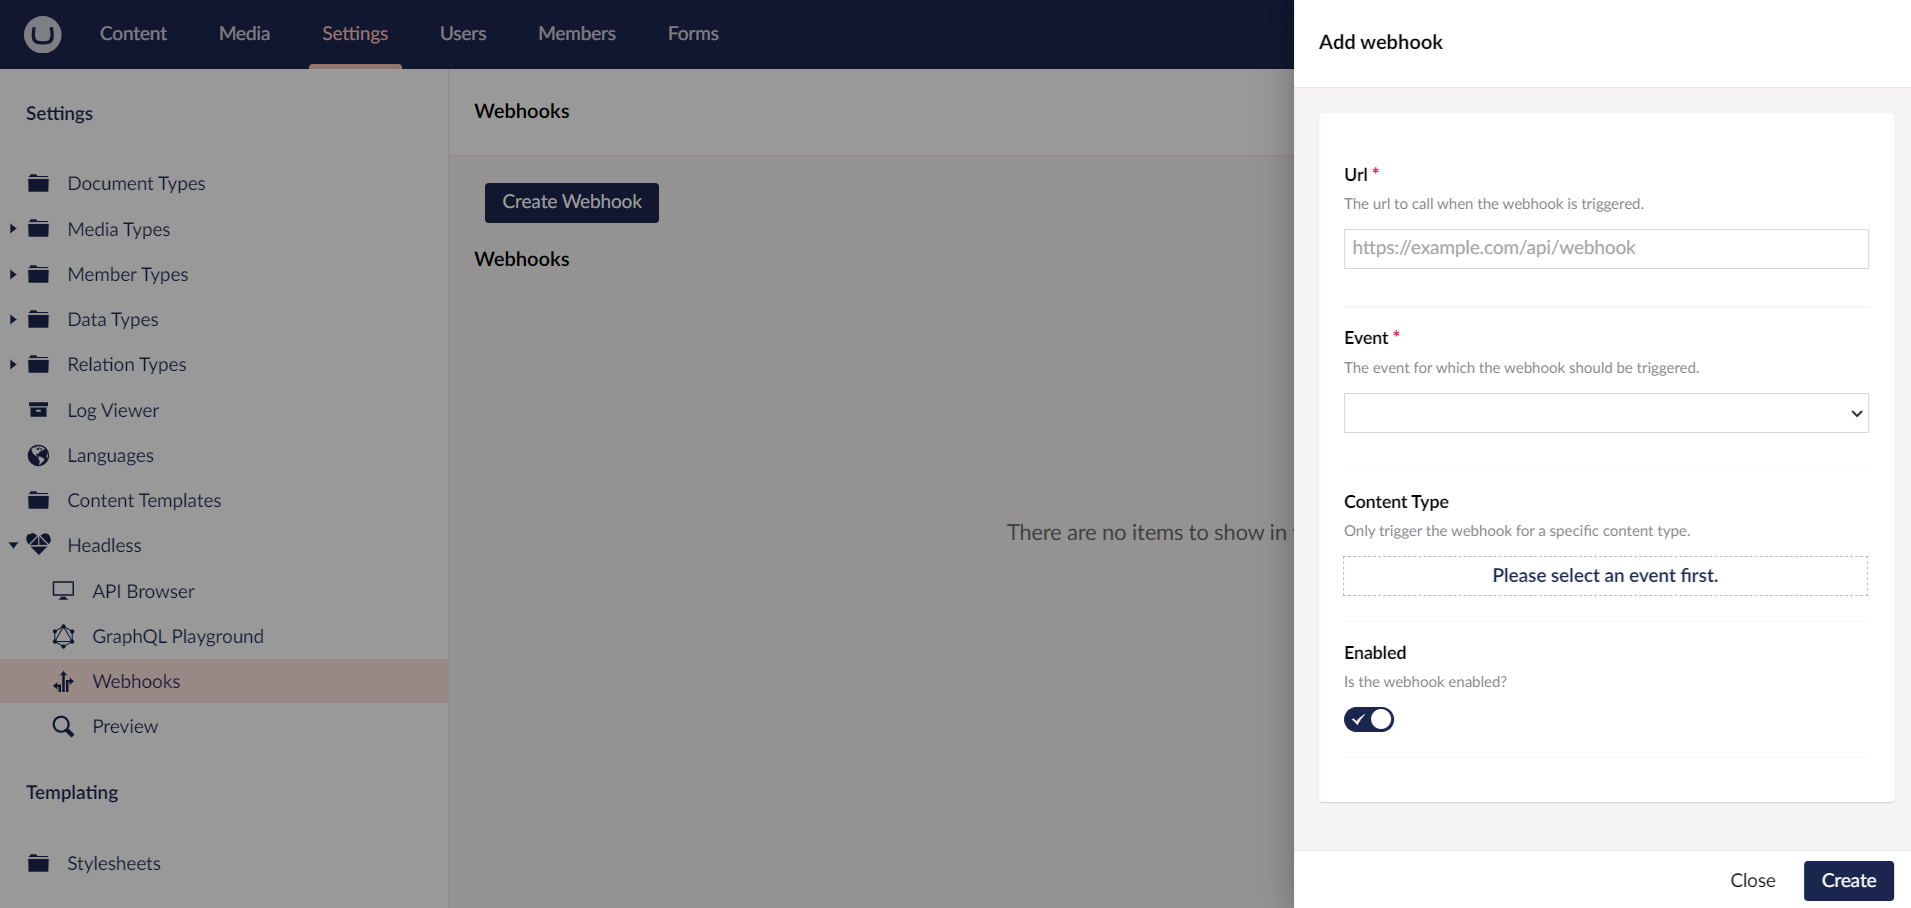 Content
Media
Settings
Users
Members
Forms
Settings
Document Types
Media Types
Member Types
Data Types
Relation Types
Log Viewer
Languages
Content Templates
Headless
API Browser
GraphQL Playground
Webhooks
Preview
Templating
Stylesheets
Webhooks
Create Webhook
Webhooks
There are no items to show in
Add webhook
Url *
The url to call when the webhook is triggered.
https://example.com/api/webhook
Event *
The event for which the webhook should be triggered.
Content Type
Only trigger the webhook for a specific content type.
Please select an event first.
Enabled
Is the webhook enabled?
Close
Create